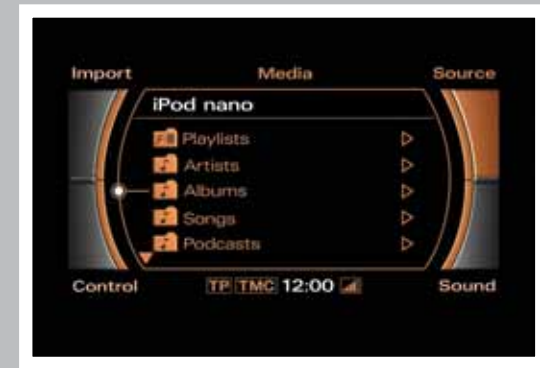 Import Media Source
iPod nano
Playlists
Artists
Albums
Songs
Podcasts
Control TP TMC 12:00 Sound